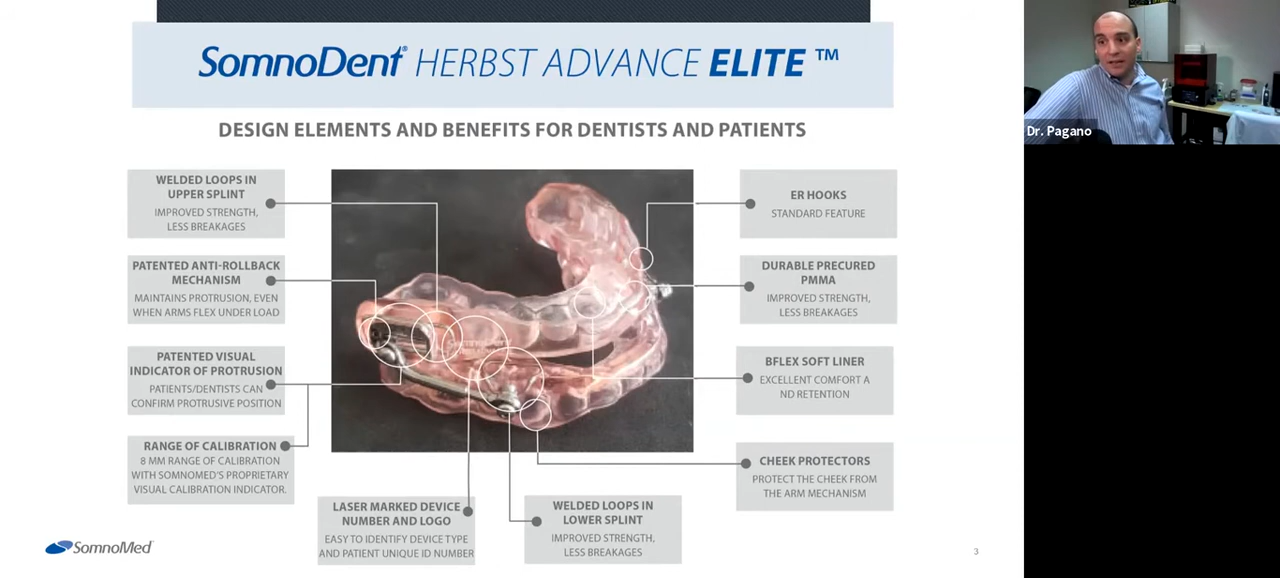 SomnoDent® HERBST ADVANCE ELITE ™
DESIGN ELEMENTS AND BENEFITS FOR DENTISTS AND PATIENTS
WELDED LOOPS IN
UPPER SPLINT
IMPROVED STRENGTH,
LESS BREAKAGES
PATENTED ANTI-ROLLBACK
MECHANISM
MAINTAINS PROTRUSION, EVEN
WHEN ARMS FLEX UNDER LOAD
PATENTED VISUAL
INDICATOR OF PROTRUSION
PATIENTS/DENTISTS CAN
CONFIRM PROTRUSIVE POSITION
RANGE OF CALIBRATION
8 MM RANGE OF CALIBRATION
WITH SOMNOMED'S PROPRIETARY
VISUAL CALIBRATION INDICATOR.
LASER MARKED DEVICE
NUMBER AND LOGO
EASY TO IDENTIFY DEVICE TYPE
AND PATIENT UNIQUE ID NUMBER
WELDED LOOPS IN
LOWER SPLINT
IMPROVED STRENGTH,
LESS BREAKAGES
ER HOOKS
STANDARD FEATURE
DURABLE PRECURED
PMMA
IMPROVED STRENGTH,
LESS BREAKAGES
BFLEX SOFT LINER
EXCELLENT COMFORT A
ND RETENTION
CHEEK PROTECTORS
PROTECT THE CHEEK FROM
THE ARM MECHANISM
SomnoMed
3
Dr. Pagano